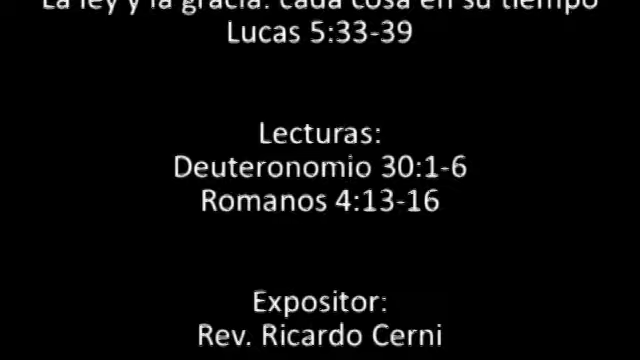 La ley y la gracia: cada cosa en su tiempo
Lucas 5:33-39
Lecturas:
Deuteronomio 30:1-6
Romanos 4:13-16
Expositor:
Rev. Ricardo Cerni